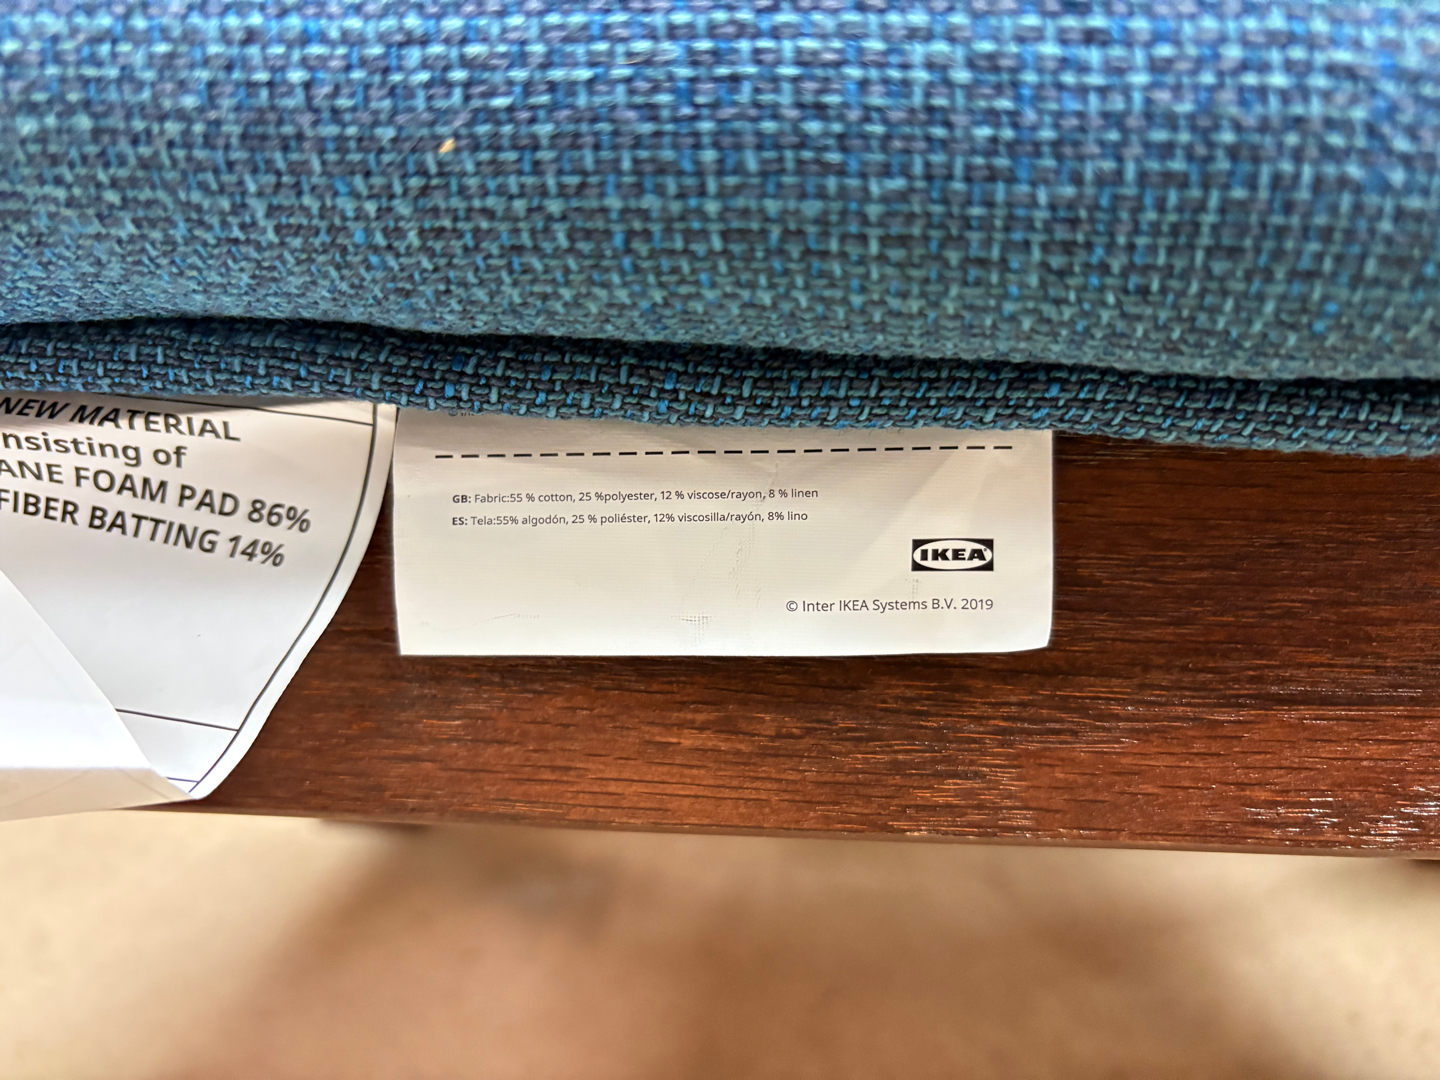 NEW MATERIAL
nsisting of
ANE FOAM PAD 86%
FIBER BATTING 14%
GB: Fabric:55 % cotton, 25 %polyester, 12 % viscose/rayon, 8 % linen
ES: Tela:55% algodón, 25 % poliéster, 12% viscosilla/rayón, 8% lino
IKEA
© Inter IKEA Systems B.V. 2019